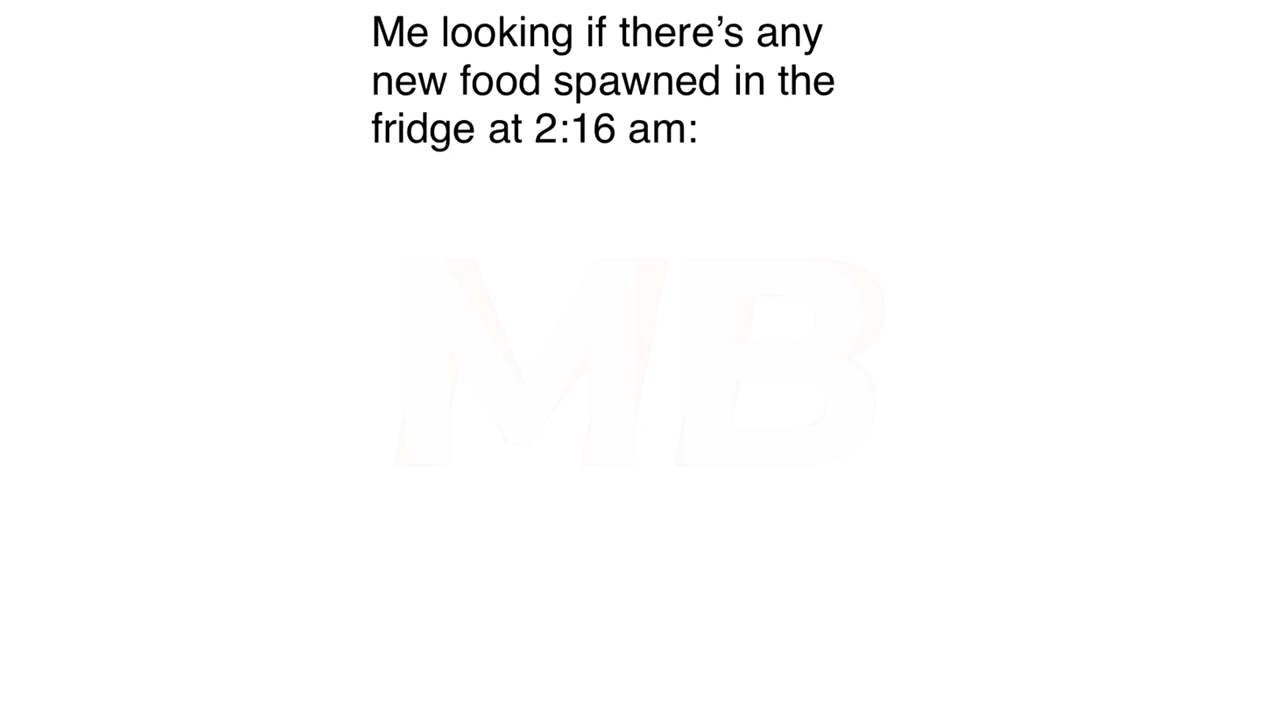 Me looking if there’s any
new food spawned in the
fridge at 2:16 am:
MB